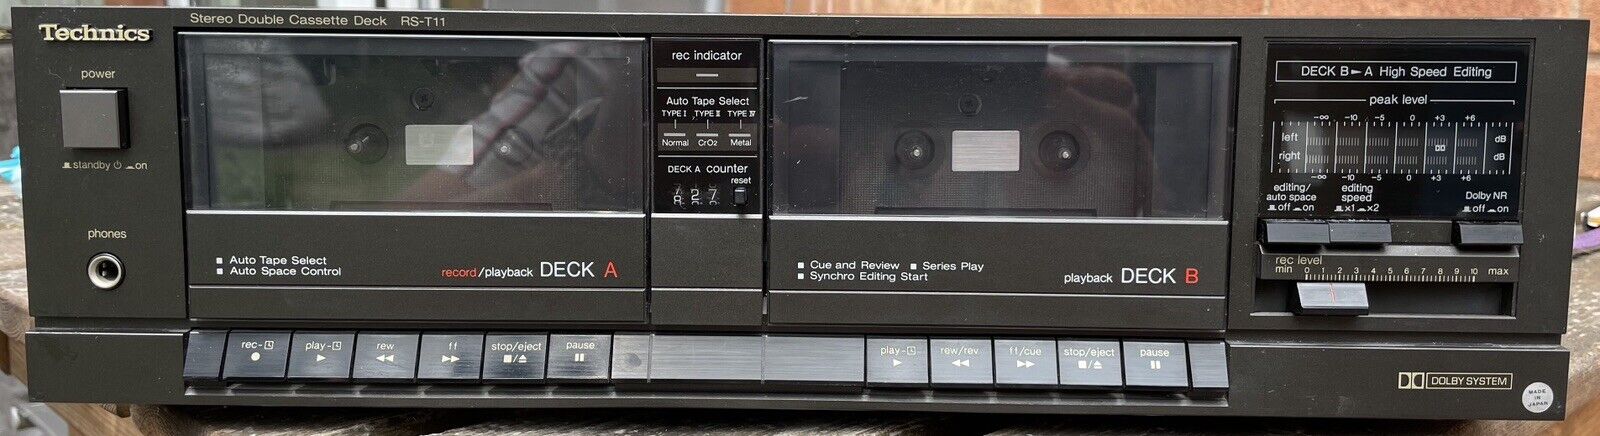 Stereo Double Cassette Deck RS-T11
Technics
power
standby on
phones
Auto Tape Select
Auto Space Control
record/playback DECK A
rec indicator
Auto Tape Select
TYPE I TYPE II TYPE IV
Normal CrO2 Metal
DECK A counter
reset
727
Cue and Review Series Play
Synchro Editing Start
playback DECK B
DECK B►A High Speed Editing
peak level
-∞ -10 -5 0 +3 +6
left dB
right dB
-∞ -10 -5 0 +3 +6
editing/
auto space
off on
editing
speed
x1 x2
Dolby NR
off on
rec level
min 0 1 2 3 4 5 6 7 8 9 10 max
rec-
play-
rew
ff
stop/eject
pause
play-
rew/rev
ff/cue
stop/eject
pause
DOLBY SYSTEM
MADE
IN
JAPAN